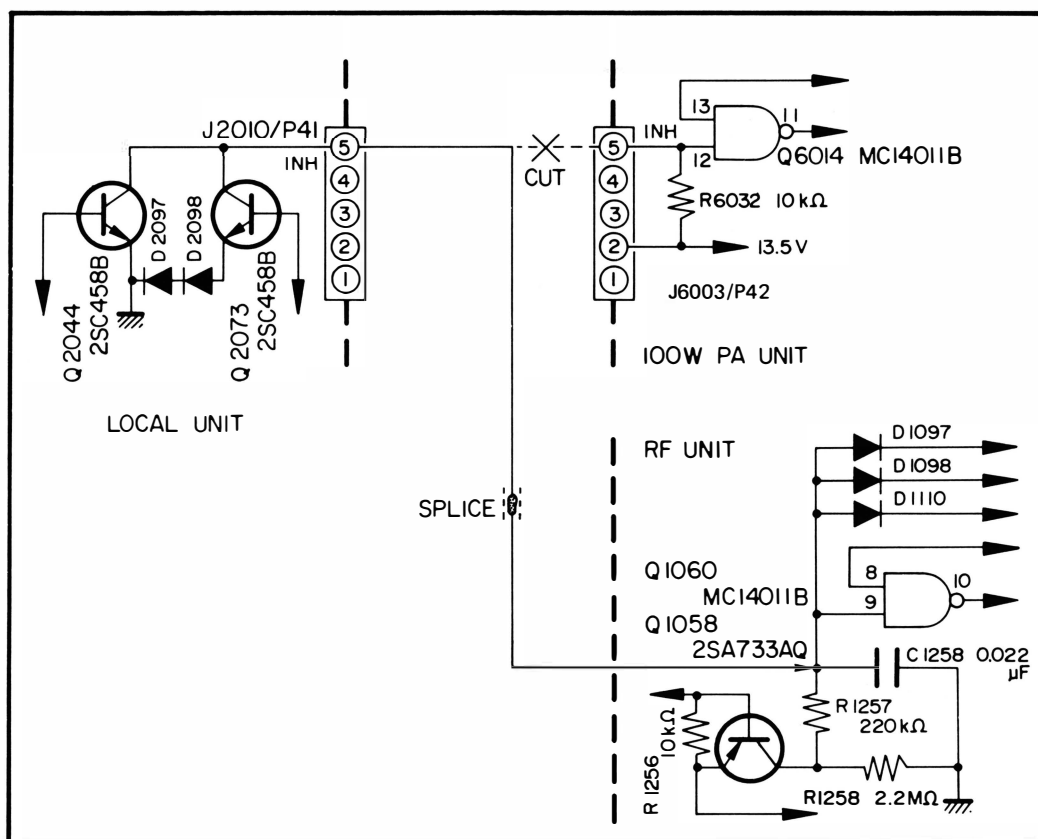 J2010/P41
INH
5
4
3
2
1
D2097
D2098
Q2044
2SC458B
Q2073
2SC458B
LOCAL UNIT
CUT
INH
5
4
3
2
1
13
12
11
Q6014 MC14011B
R6032 10kΩ
13.5V
J6003/P42
100W PA UNIT
RF UNIT
SPLICE
D1097
D1098
D1110
Q1060
MC14011B
8
9
10
Q1058
2SA733AQ
C1258 0.022
µF
R1257
220kΩ
R1256
10kΩ
R1258 2.2MΩ